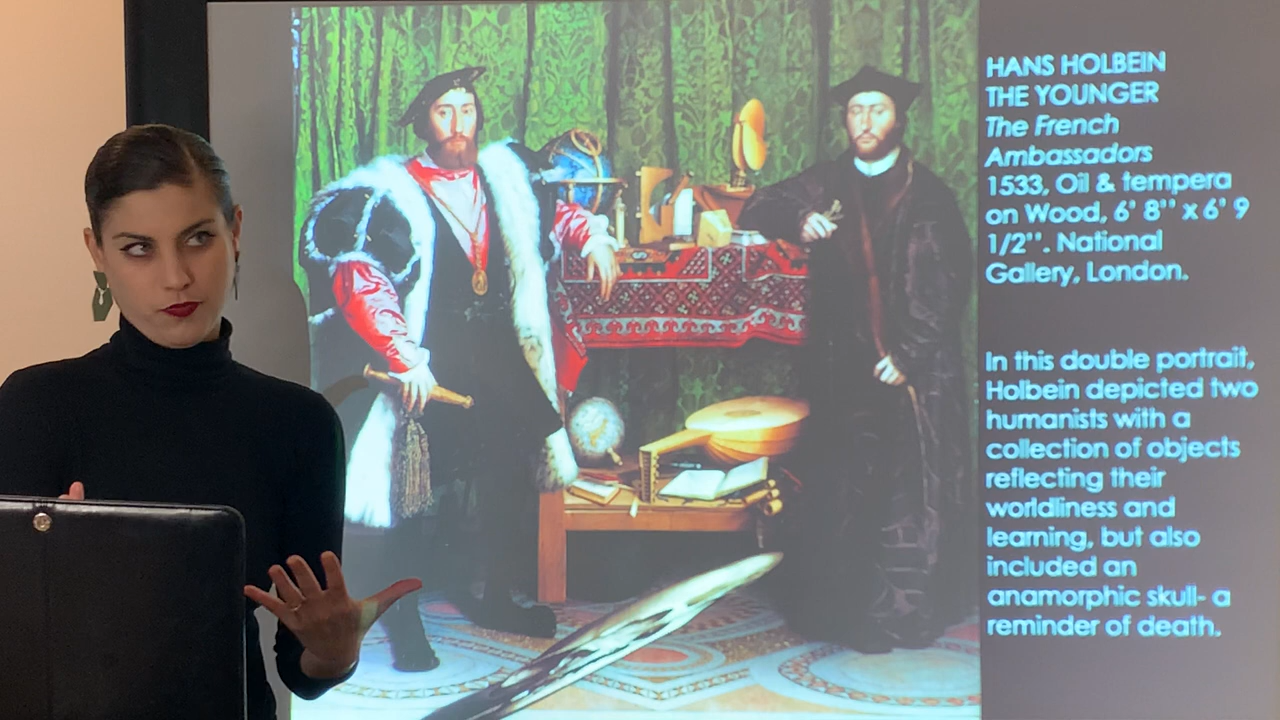 HANS HOLBEIN
THE YOUNGER
The French
Ambassadors
1533, Oil & tempera
on Wood, 6' 8'' x 6' 9
1/2''. National
Gallery, London.
In this double portrait,
Holbein depicted two
humanists with a
collection of objects
reflecting their
worldliness and
learning, but also
included an
anamorphic skull- a
reminder of death.